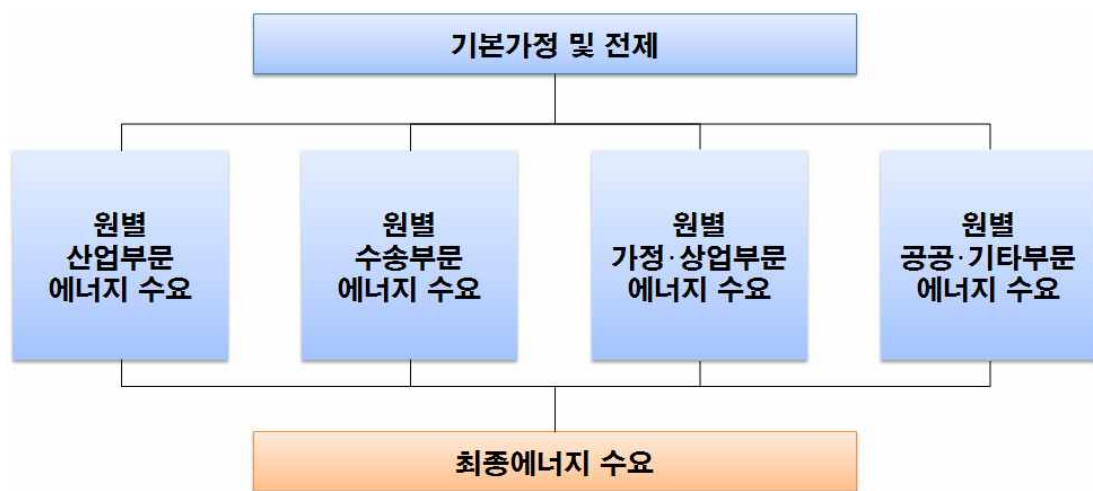 기본가정 및 전제
원별
산업부문
에너지 수요
원별
수송부문
에너지 수요
원별
가정·상업부문
에너지 수요
원별
공공·기타부문
에너지 수요
최종에너지 수요